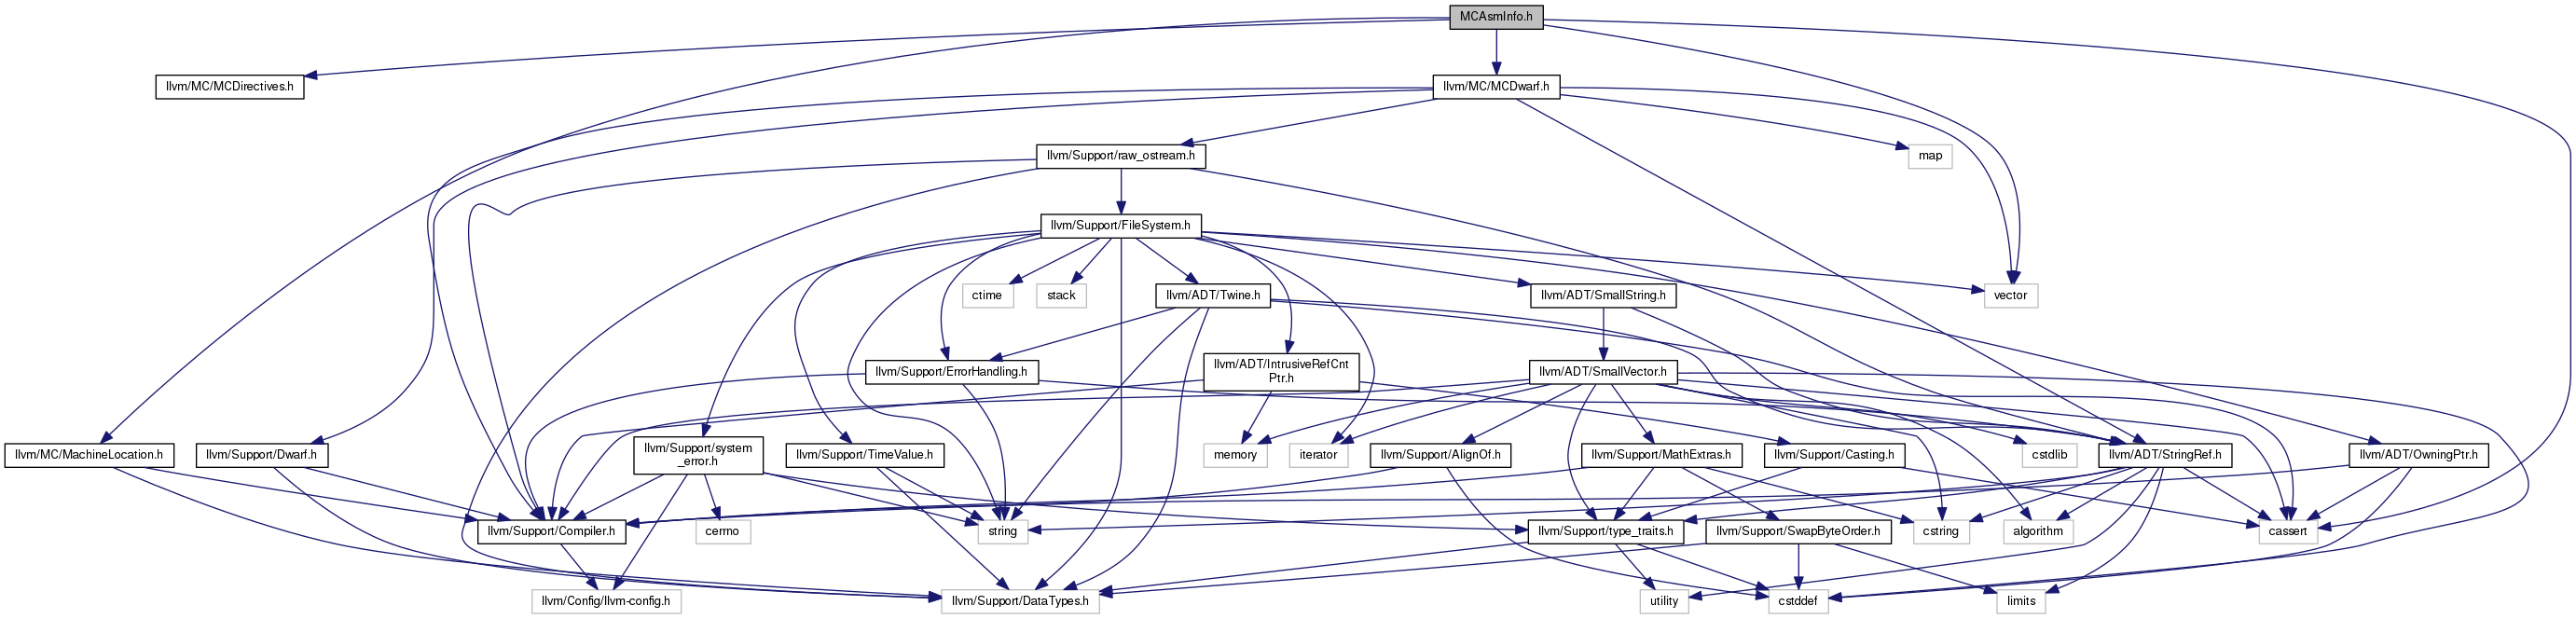 MCAsmInfo.h
llvm/MC/MCDirectives.h
llvm/MC/MCDwarf.h
llvm/Support/raw_ostream.h
map
llvm/Support/FileSystem.h
ctime
stack
llvm/ADT/Twine.h
llvm/ADT/SmallString.h
vector
llvm/Support/ErrorHandling.h
llvm/ADT/IntrusiveRefCnt
Ptr.h
llvm/ADT/SmallVector.h
llvm/MC/MachineLocation.h
llvm/Support/Dwarf.h
llvm/Support/system
_error.h
llvm/Support/TimeValue.h
memory
iterator
llvm/Support/AlignOf.h
llvm/Support/MathExtras.h
llvm/Support/Casting.h
cstdlib
llvm/ADT/StringRef.h
llvm/ADT/OwningPtr.h
llvm/Support/Compiler.h
cerrno
string
llvm/Support/type_traits.h
llvm/Support/SwapByteOrder.h
cstring
algorithm
cassert
llvm/Config/llvm-config.h
llvm/Support/DataTypes.h
utility
cstddef
limits